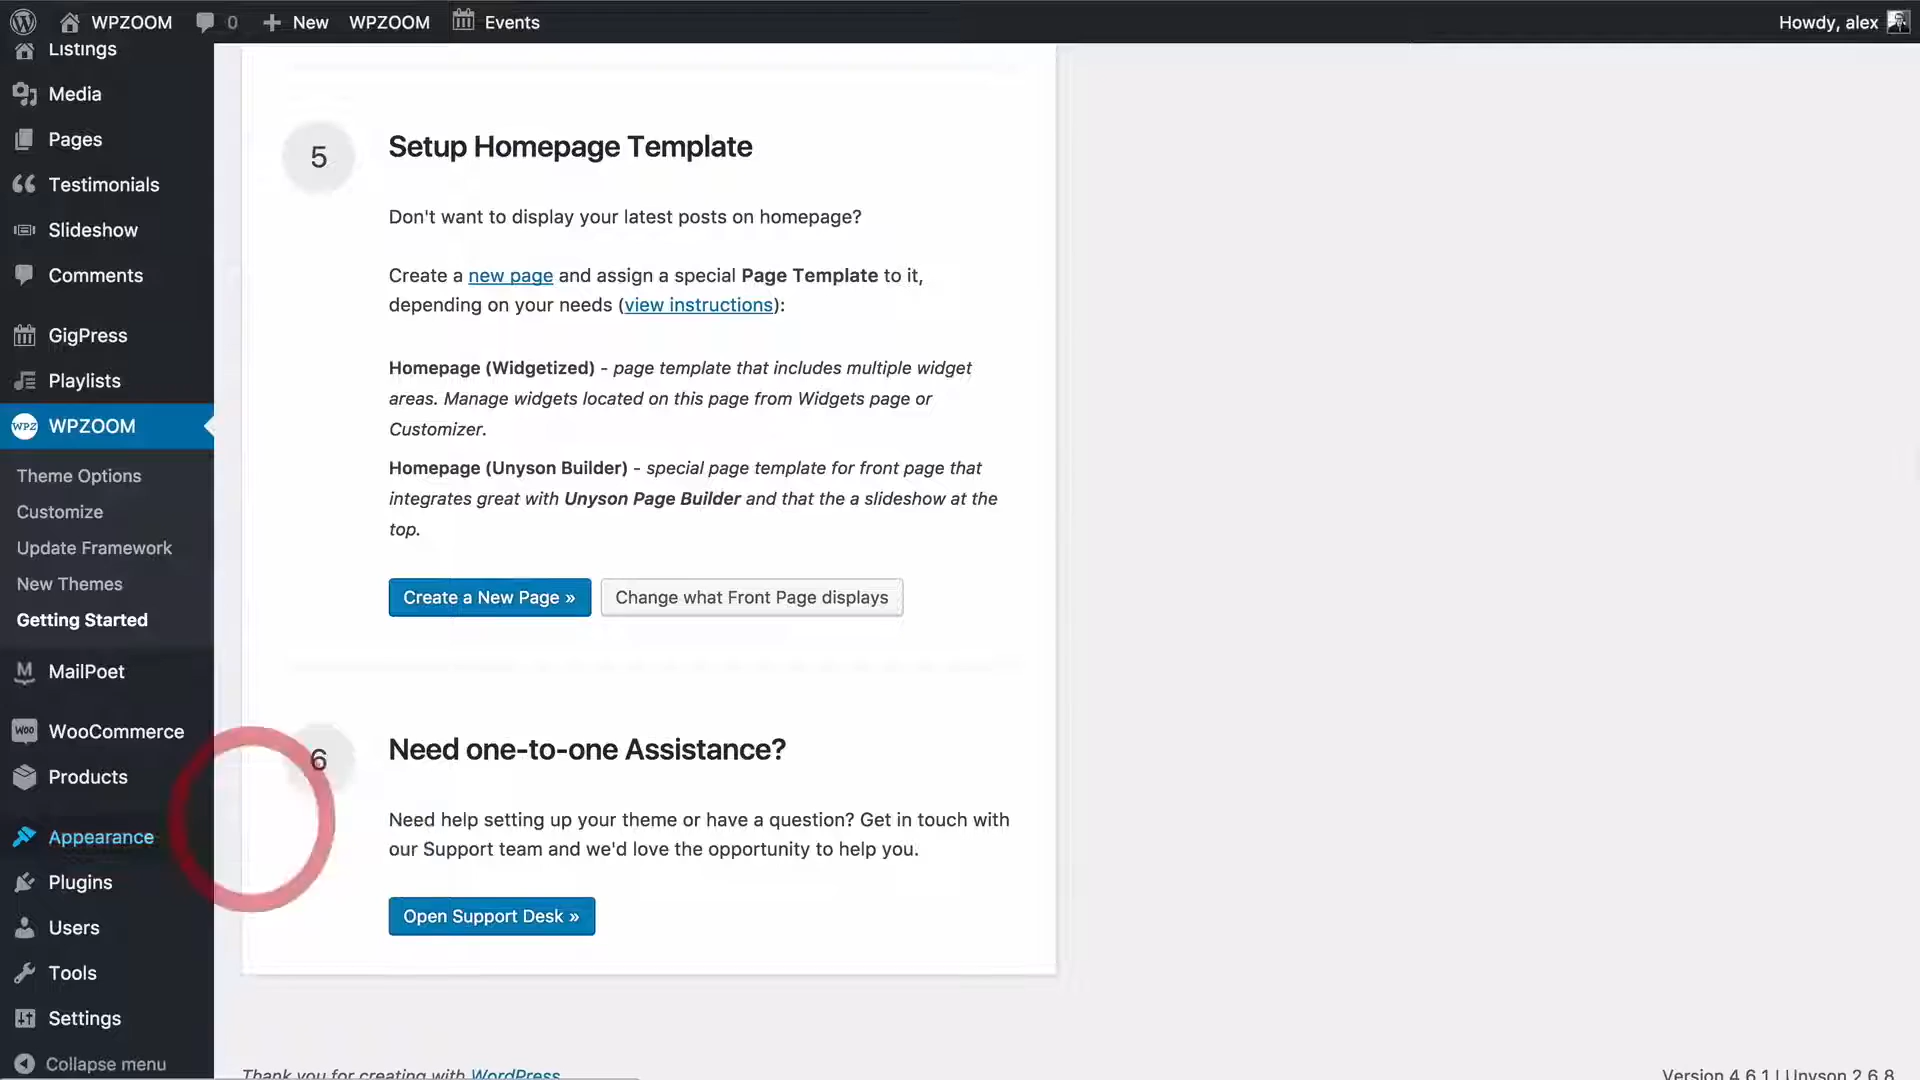 WPZOOM 0 New WPZOOM Events Howdy, alex
Listings
Media
Pages
Testimonials
Slideshow
Comments
GigPress
Playlists
WPZ WPZOOM
Theme Options
Customize
Update Framework
New Themes
Getting Started
M MailPoet
Woo WooCommerce
Products
Appearance
Plugins
Users
Tools
Settings
Collapse menu
5 Setup Homepage Template
Don't want to display your latest posts on homepage?
Create a new page and assign a special Page Template to it,
depending on your needs (view instructions):
Homepage (Widgetized) - page template that includes multiple widget
areas. Manage widgets located on this page from Widgets page or
Customizer.
Homepage (Unyson Builder) - special page template for front page that
integrates great with Unyson Page Builder and that the a slideshow at the
top.
Create a New Page » Change what Front Page displays
6 Need one-to-one Assistance?
Need help setting up your theme or have a question? Get in touch with
our Support team and we'd love the opportunity to help you.
Open Support Desk »
Thank you for creating with WordPress Version 4.6.1 | Unyson 2.6.8